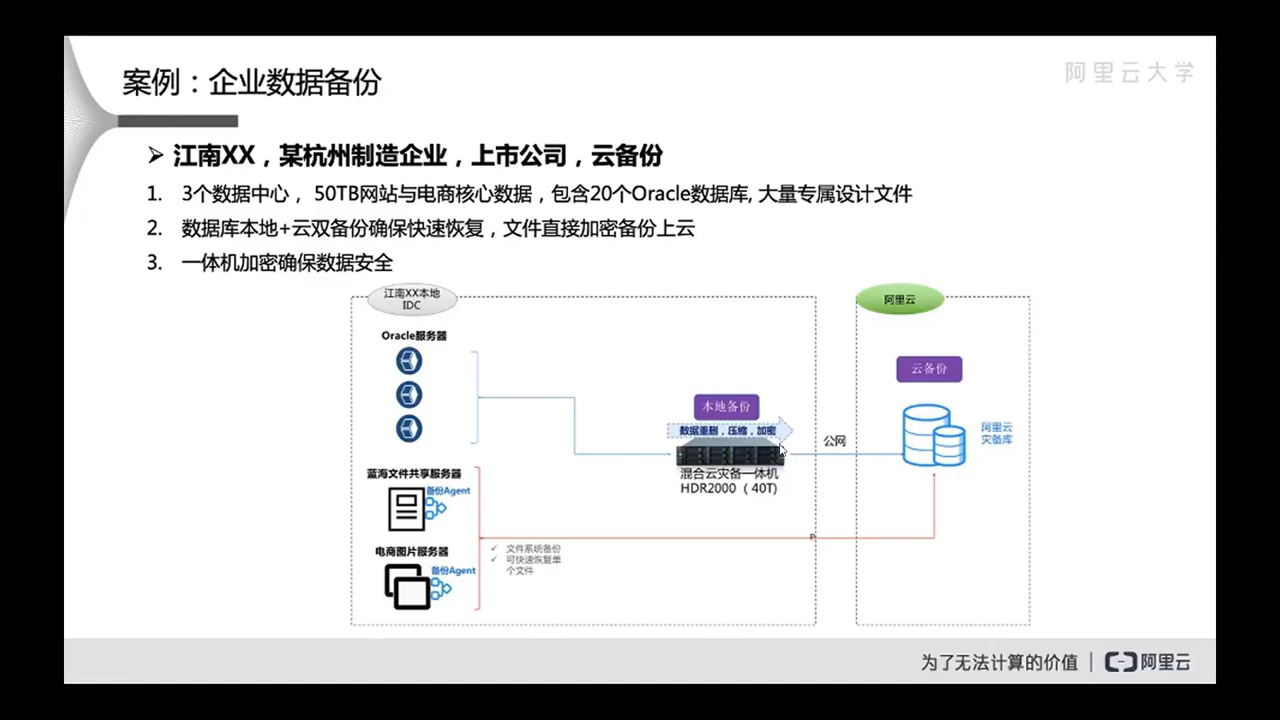 案例：企业数据备份
阿里云大学
➢ 江南XX，某杭州制造企业，上市公司，云备份
1. 3个数据中心， 50TB网站与电商核心数据，包含20个Oracle数据库, 大量专属设计文件
2. 数据库本地+云双备份确保快速恢复，文件直接加密备份上云
3. 一体机加密确保数据安全
江南XX本地
IDC
阿里云
Oracle服务器
云备份
本地备份
数据重删，压缩，加密
公网
阿里云
灾备库
混合云灾备一体机
HDR2000 （40T)
蓝海文件共享服务器
备份Agent
电商图片服务器
备份Agent
✓ 文件系统备份
✓ 可快速恢复单
个文件
为了无法计算的价值 | 阿里云